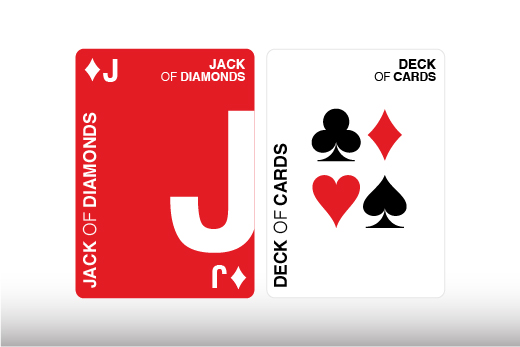 J
JACK
OF DIAMONDS
JACK OF DIAMONDS
J
J
DECK
OF CARDS
DECK OF CARDS